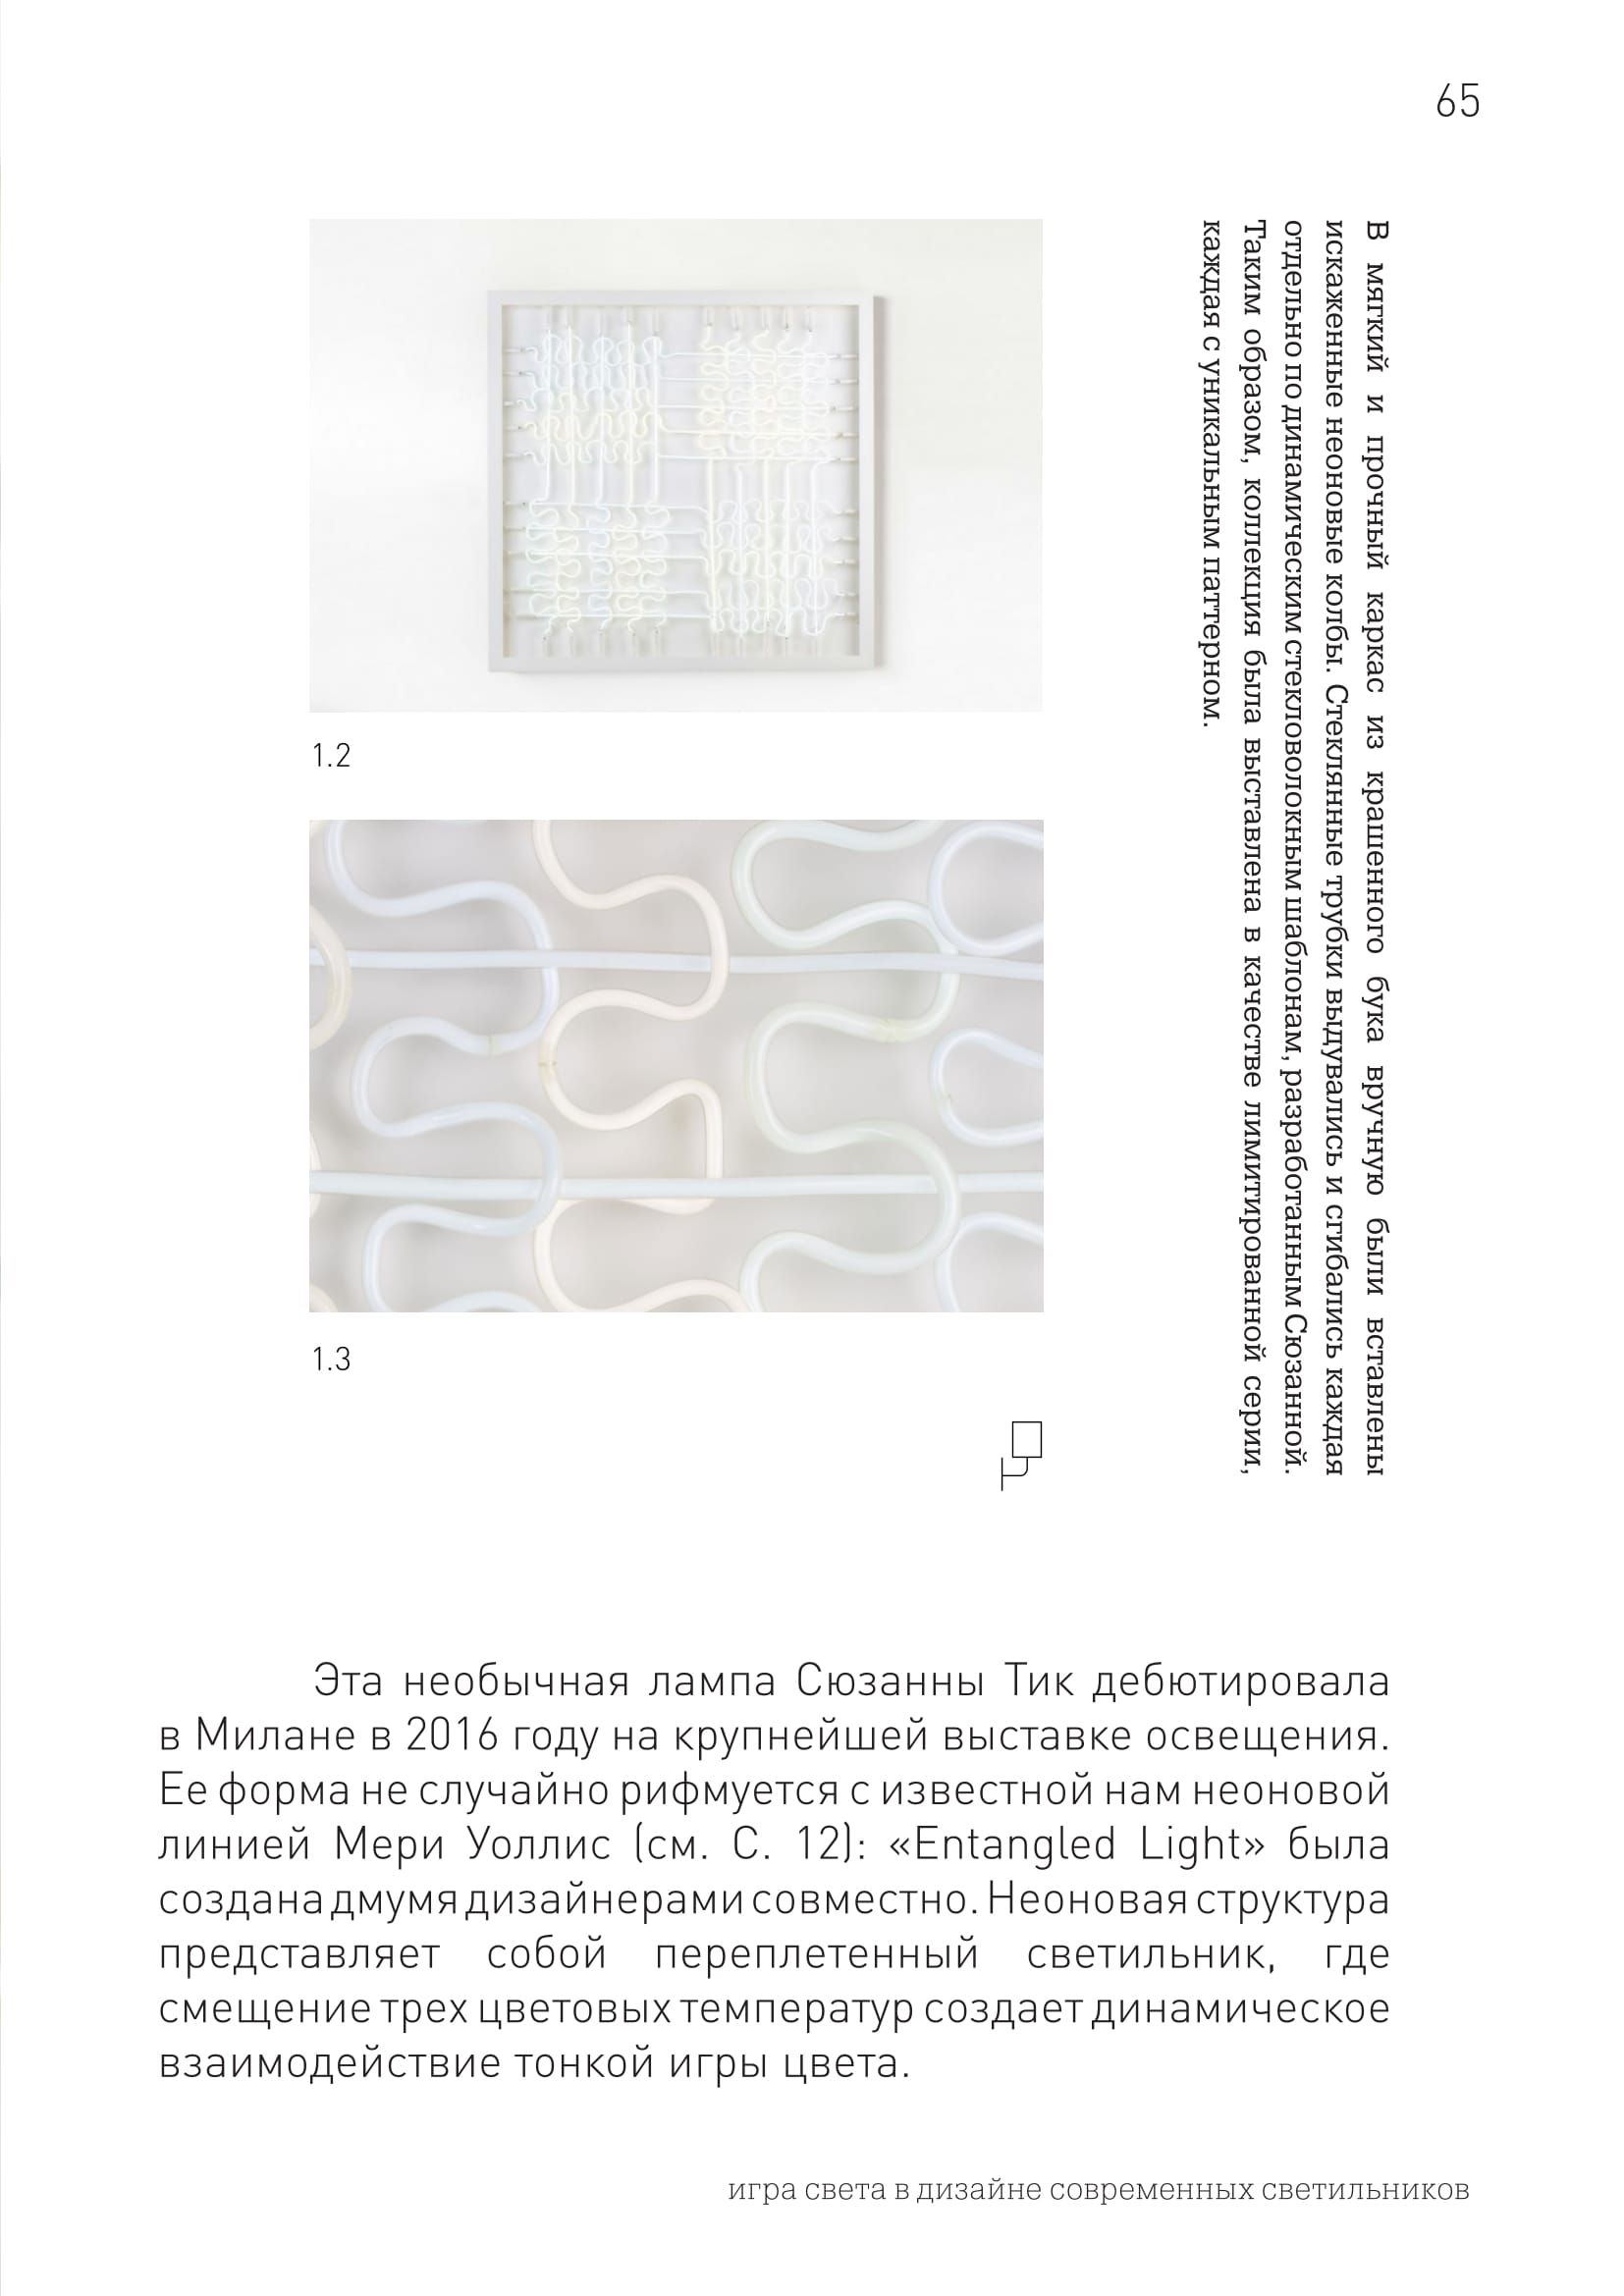 65
В мягкий и прочный каркас из крашенного бука вручную были вставлены
искаженные неоновые колбы. Стеклянные трубки выдувались и сгибались каждая
отдельно по динамическим стекловолокным шаблонам, разработанным Сюзанной.
Таким образом, коллекция была выставлена в качестве лимитированной серии,
каждая с уникальным паттерном.
1.2
1.3
Эта необычная лампа Сюзанны Тик дебютировала
в Милане в 2016 году на крупнейшей выставке освещения.
Ее форма не случайно рифмуется с известной нам неоновой
линией Мери Уоллис (см. С. 12): «Entangled Light» была
создана дмумя дизайнерами совместно. Неоновая структура
представляет собой переплетенный светильник, где
смещение трех цветовых температур создает динамическое
взаимодействие тонкой игры цвета.
игра света в дизайне современных светильников